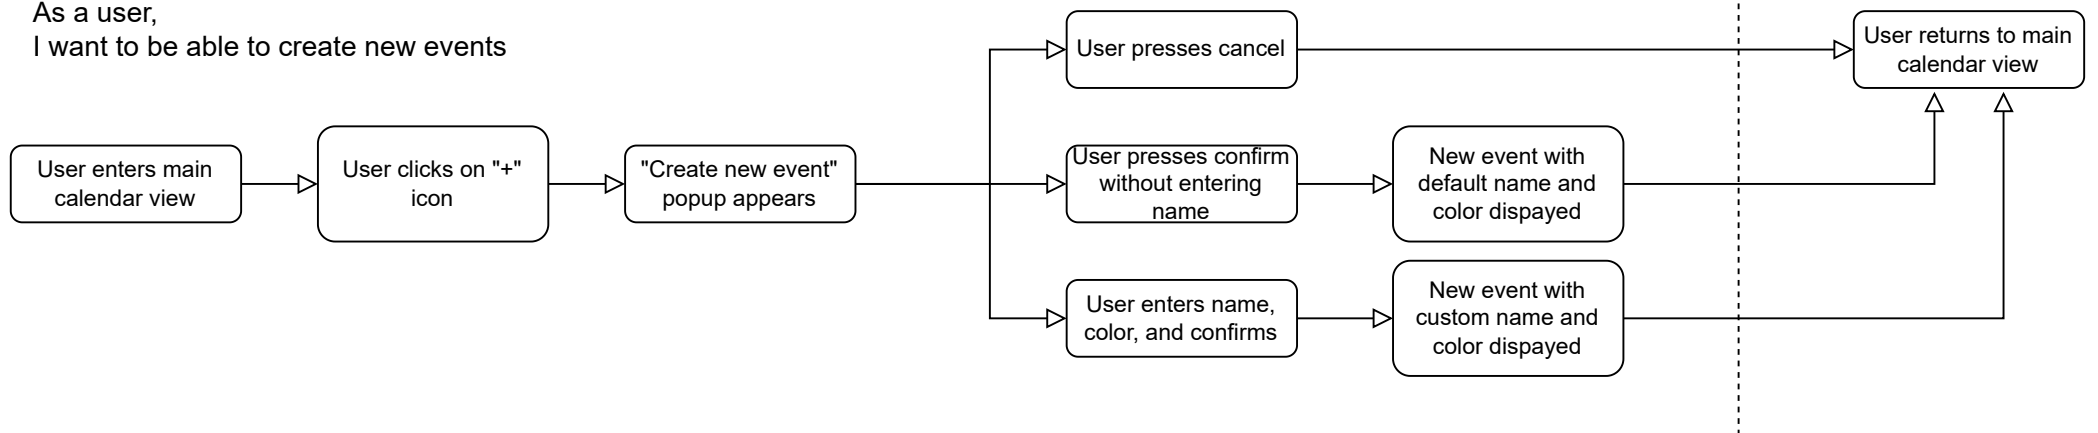 As a user,
I want to be able to create new events
User enters main
calendar view
User clicks on "+"
icon
"Create new event"
popup appears
User presses cancel
User presses confirm
without entering
name
New event with
default name and
color dispayed
User enters name,
color, and confirms
New event with
custom name and
color dispayed
User returns to main
calendar view